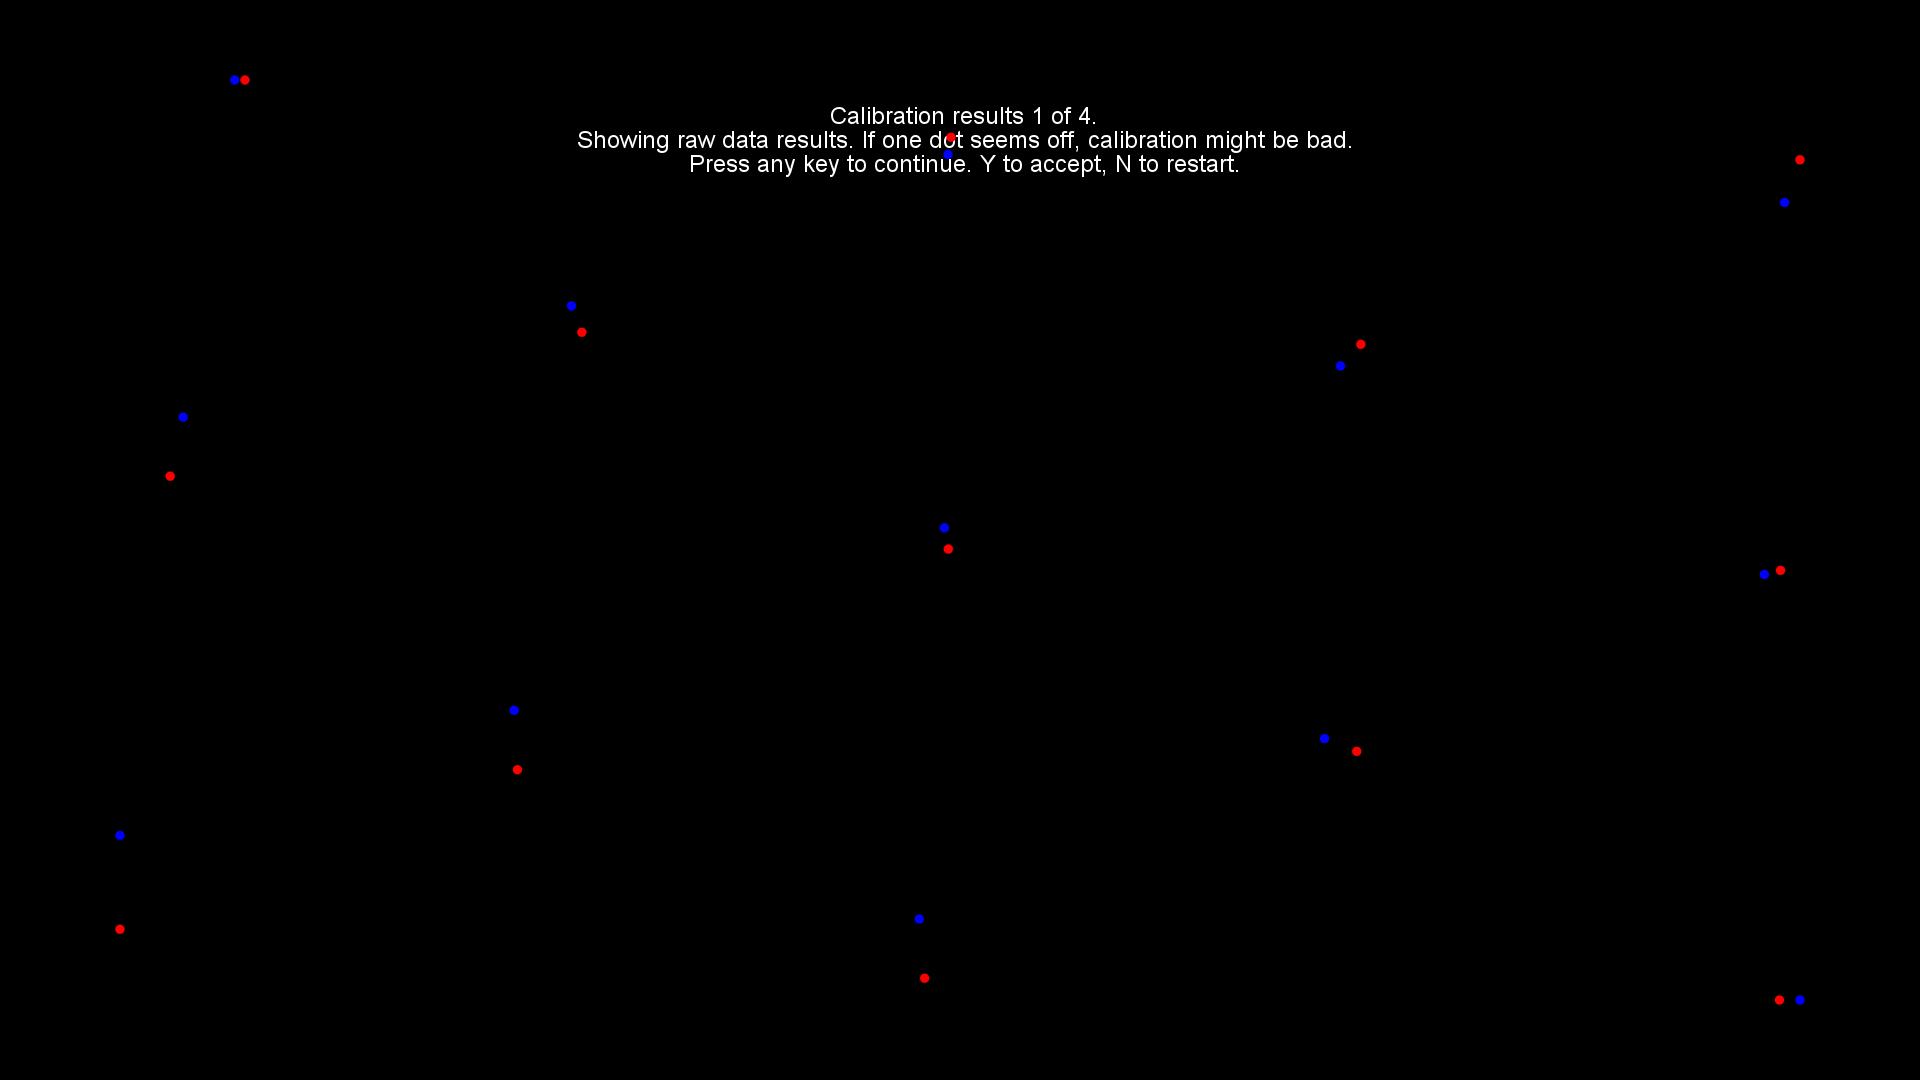 Calibration results 1 of 4.
Showing raw data results. If one dot seems off, calibration might be bad.
Press any key to continue. Y to accept, N to restart.